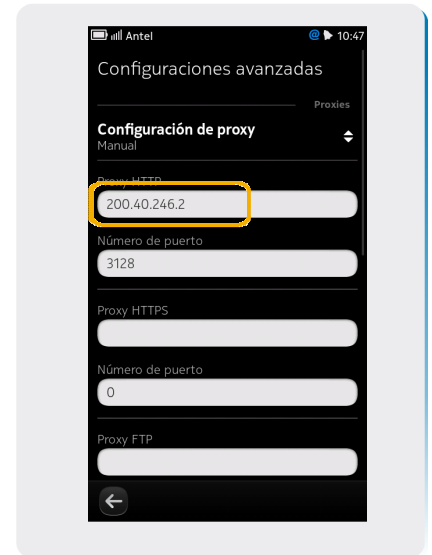 Antel
@
10:47
Configuraciones avanzadas
Proxies
Configuración de proxy
Manual
Proxy HTTP
200.40.246.2
Número de puerto
3128
Proxy HTTPS
Número de puerto
0
Proxy FTP